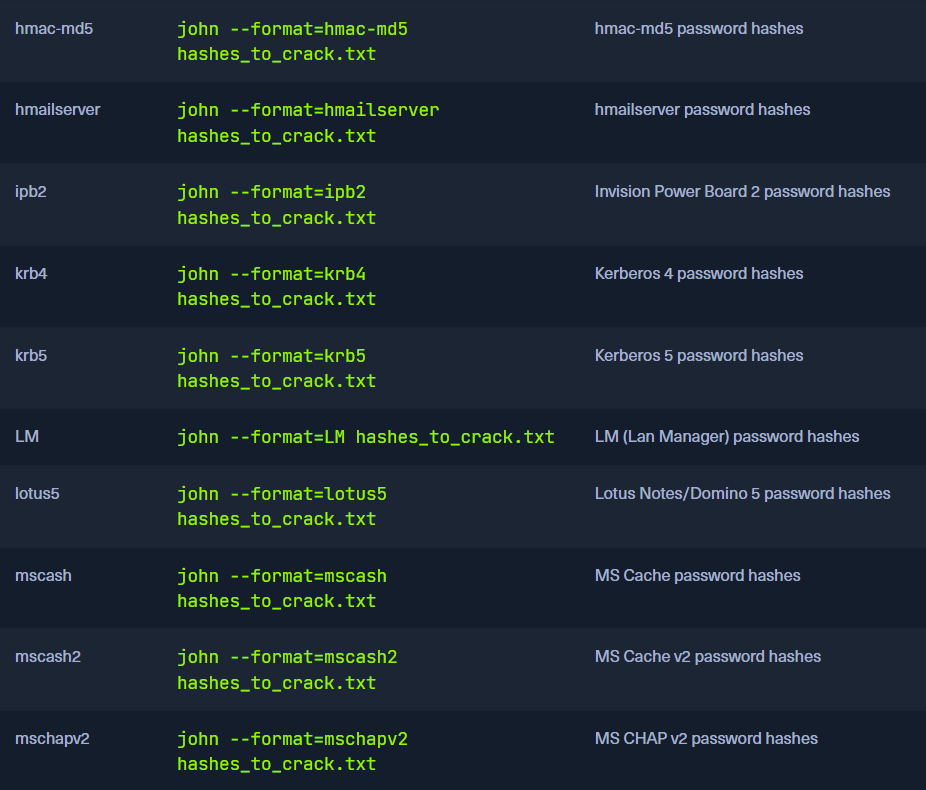 hmac-md5 john --format=hmac-md5 hmac-md5 password hashes
hashes_to_crack.txt
hmailserver john --format=hmailserver hmailserver password hashes
hashes_to_crack.txt
ipb2 john --format=ipb2 Invision Power Board 2 password hashes
hashes_to_crack.txt
krb4 john --format=krb4 Kerberos 4 password hashes
hashes_to_crack.txt
krb5 john --format=krb5 Kerberos 5 password hashes
hashes_to_crack.txt
LM john --format=LM hashes_to_crack.txt LM (Lan Manager) password hashes
lotus5 john --format=lotus5 Lotus Notes/Domino 5 password hashes
hashes_to_crack.txt
mscash john --format=mscash MS Cache password hashes
hashes_to_crack.txt
mscash2 john --format=mscash2 MS Cache v2 password hashes
hashes_to_crack.txt
mschapv2 john --format=mschapv2 MS CHAP v2 password hashes
hashes_to_crack.txt